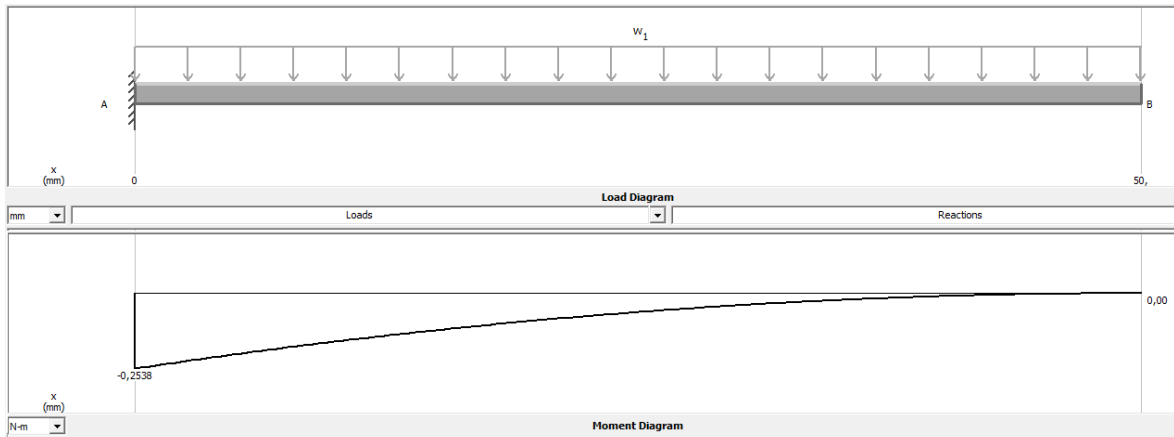 w1
A
B
x
(mm)
0
50,
Load Diagram
mm
Loads
Reactions
0,00
-0,2538
x
(mm)
N-m
Moment Diagram